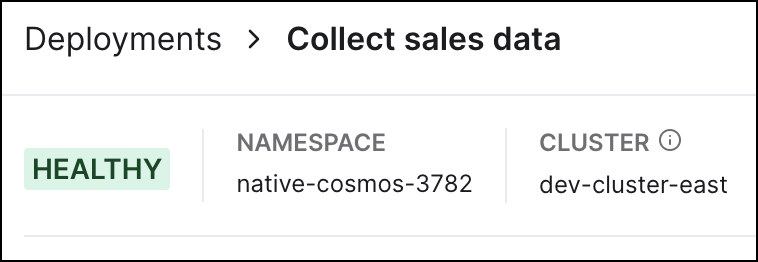 Deployments > Collect sales data
HEALTHY
NAMESPACE
native-cosmos-3782
CLUSTER
dev-cluster-east